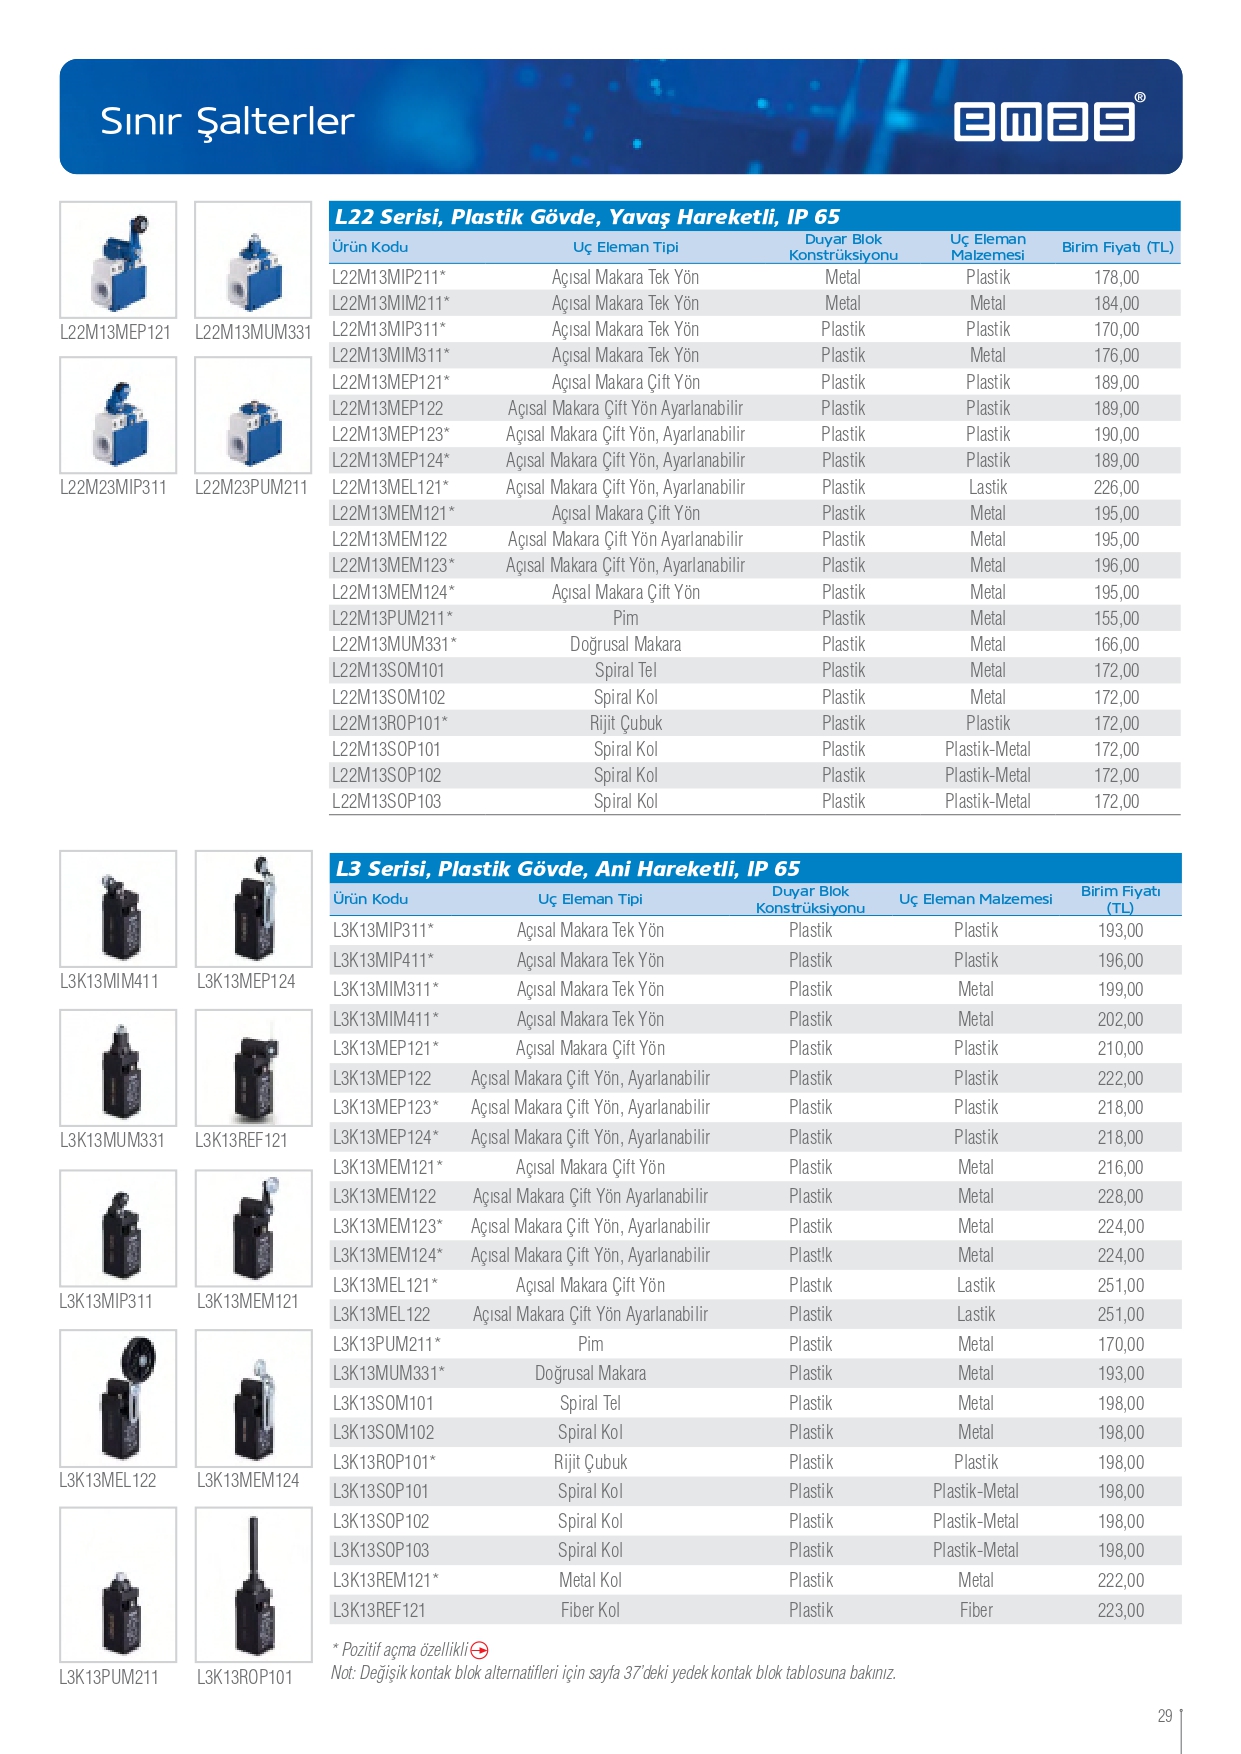 Sınır Şalterler
emas®
L22M13MEP121 L22M13MUM331
L22M23MIP311 L22M23PUM211
L22 Serisi, Plastik Gövde, Yavaş Hareketli, IP 65
Ürün Kodu Uç Eleman Tipi Duyar Blok Konstrüksiyonu Uç Eleman Malzemesi Birim Fiyatı (TL)
L22M13MIP211* Açısal Makara Tek Yön Metal Plastik 178,00
L22M13MIM211* Açısal Makara Tek Yön Metal Metal 184,00
L22M13MIP311* Açısal Makara Tek Yön Plastik Plastik 170,00
L22M13MIM311* Açısal Makara Tek Yön Plastik Metal 176,00
L22M13MEP121* Açısal Makara Çift Yön Plastik Plastik 189,00
L22M13MEP122 Açısal Makara Çift Yön Ayarlanabilir Plastik Plastik 189,00
L22M13MEP123* Açısal Makara Çift Yön, Ayarlanabilir Plastik Plastik 190,00
L22M13MEP124* Açısal Makara Çift Yön, Ayarlanabilir Plastik Plastik 189,00
L22M13MEL121* Açısal Makara Çift Yön, Ayarlanabilir Plastik Lastik 226,00
L22M13MEM121* Açısal Makara Çift Yön Plastik Metal 195,00
L22M13MEM122 Açısal Makara Çift Yön Ayarlanabilir Plastik Metal 195,00
L22M13MEM123* Açısal Makara Çift Yön, Ayarlanabilir Plastik Metal 196,00
L22M13MEM124* Açısal Makara Çift Yön Plastik Metal 195,00
L22M13PUM211* Pim Plastik Metal 155,00
L22M13MUM331* Doğrusal Makara Plastik Metal 166,00
L22M13SOM101 Spiral Tel Plastik Metal 172,00
L22M13SOM102 Spiral Kol Plastik Metal 172,00
L22M13ROP101* Rijit Çubuk Plastik Plastik 172,00
L22M13SOP101 Spiral Kol Plastik Plastik-Metal 172,00
L22M13SOP102 Spiral Kol Plastik Plastik-Metal 172,00
L22M13SOP103 Spiral Kol Plastik Plastik-Metal 172,00
L3K13MIM411 L3K13MEP124
L3K13MUM331 L3K13REF121
L3K13MIP311 L3K13MEM121
L3K13MEL122 L3K13MEM124
L3K13PUM211 L3K13ROP101
L3 Serisi, Plastik Gövde, Ani Hareketli, IP 65
Ürün Kodu Uç Eleman Tipi Duyar Blok Konstrüksiyonu Uç Eleman Malzemesi Birim Fiyatı (TL)
L3K13MIP311* Açısal Makara Tek Yön Plastik Plastik 193,00
L3K13MIP411* Açısal Makara Tek Yön Plastik Plastik 196,00
L3K13MIM311* Açısal Makara Tek Yön Plastik Metal 199,00
L3K13MIM411* Açısal Makara Tek Yön Plastik Metal 202,00
L3K13MEP121* Açısal Makara Çift Yön Plastik Plastik 210,00
L3K13MEP122 Açısal Makara Çift Yön, Ayarlanabilir Plastik Plastik 222,00
L3K13MEP123* Açısal Makara Çift Yön, Ayarlanabilir Plastik Plastik 218,00
L3K13MEP124* Açısal Makara Çift Yön, Ayarlanabilir Plastik Plastik 218,00
L3K13MEM121* Açısal Makara Çift Yön Plastik Metal 216,00
L3K13MEM122 Açısal Makara Çift Yön Ayarlanabilir Plastik Metal 228,00
L3K13MEM123* Açısal Makara Çift Yön, Ayarlanabilir Plastik Metal 224,00
L3K13MEM124* Açısal Makara Çift Yön, Ayarlanabilir Plast!k Metal 224,00
L3K13MEL121* Açısal Makara Çift Yön Plastık Lastik 251,00
L3K13MEL122 Açısal Makara Çift Yön Ayarlanabilir Plastik Lastik 251,00
L3K13PUM211* Pim Plastik Metal 170,00
L3K13MUM331* Doğrusal Makara Plastik Metal 193,00
L3K13SOM101 Spiral Tel Plastik Metal 198,00
L3K13SOM102 Spiral Kol Plastik Metal 198,00
L3K13ROP101* Rijit Çubuk Plastik Plastik 198,00
L3K13SOP101 Spiral Kol Plastik Plastik-Metal 198,00
L3K13SOP102 Spiral Kol Plastik Plastik-Metal 198,00
L3K13SOP103 Spiral Kol Plastik Plastik-Metal 198,00
L3K13REM121* Metal Kol Plastik Metal 222,00
L3K13REF121 Fiber Kol Plastik Fiber 223,00
* Pozitif açma özellikli
Not: Değişik kontak blok alternatifleri için sayfa 37'deki yedek kontak blok tablosuna bakınız.
29